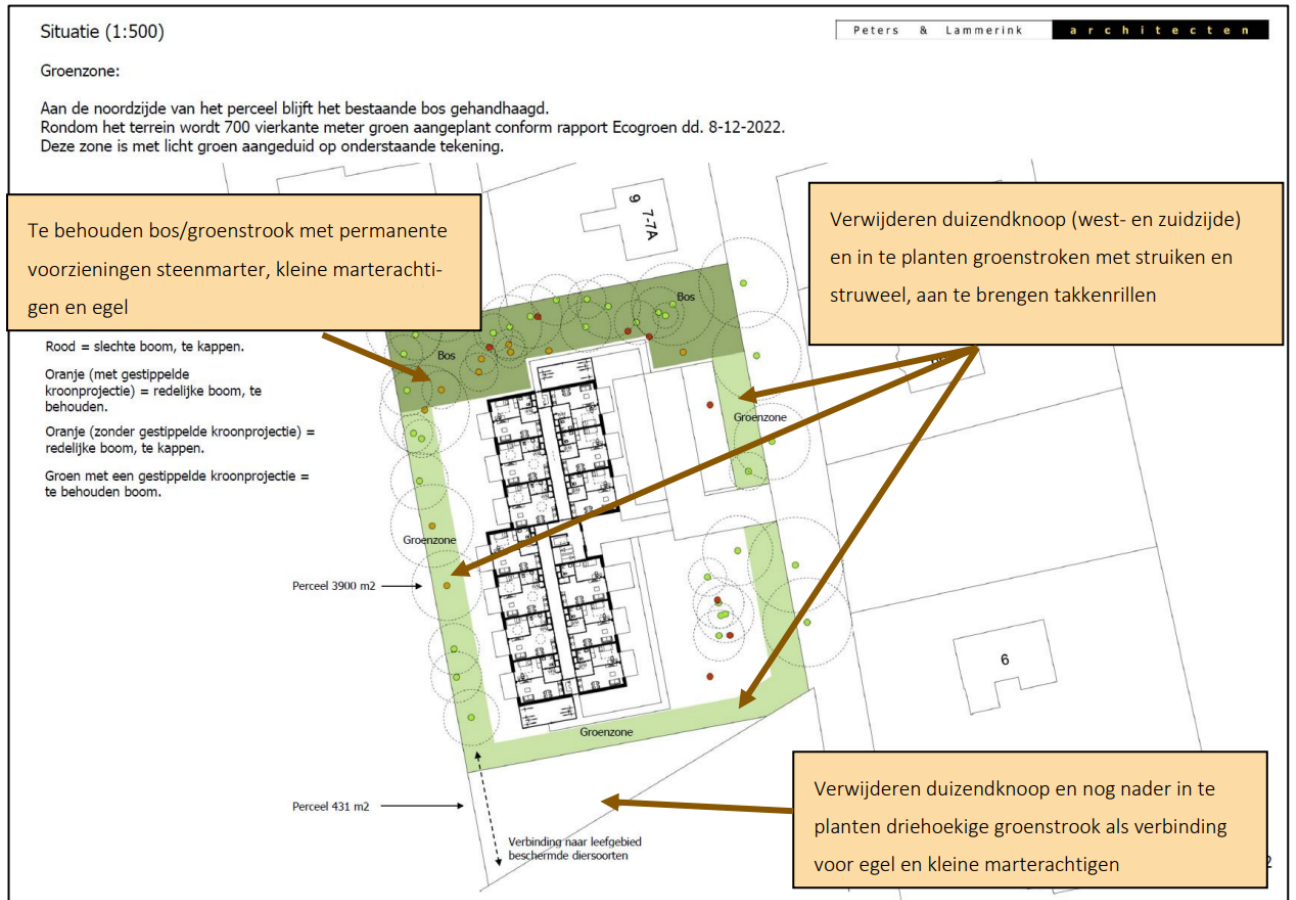 Situatie (1:500)
Peters & Lammerink architecten
Groenzone:
Aan de noordzijde van het perceel blijft het bestaande bos gehandhaagd.
Rondom het terrein wordt 700 vierkante meter groen aangeplant conform rapport Ecogroen dd. 8-12-2022.
Deze zone is met licht groen aangeduid op onderstaande tekening.
Te behouden bos/groenstrook met permanente
voorzieningen steenmarter, kleine marterachti-
gen en egel
9 7-7A
Verwijderen duizendknoop (west- en zuidzijde)
en in te planten groenstroken met struiken en
struweel, aan te brengen takkenrillen
Rood = slechte boom, te kappen.
Oranje (met gestippelde
kroonprojectie) = redelijke boom, te
behouden.
Oranje (zonder gestippelde kroonprojectie) =
redelijke boom, te kappen.
Groen met een gestippelde kroonprojectie =
te behouden boom.
Bos
Bos
Groenzone
Groenzone
Perceel 3900 m2
6
Groenzone
Perceel 431 m2
Verbinding naar leefgebied
beschermde diersoorten
Verwijderen duizendknoop en nog nader in te
planten driehoekige groenstrook als verbinding
voor egel en kleine marterachtigen
2